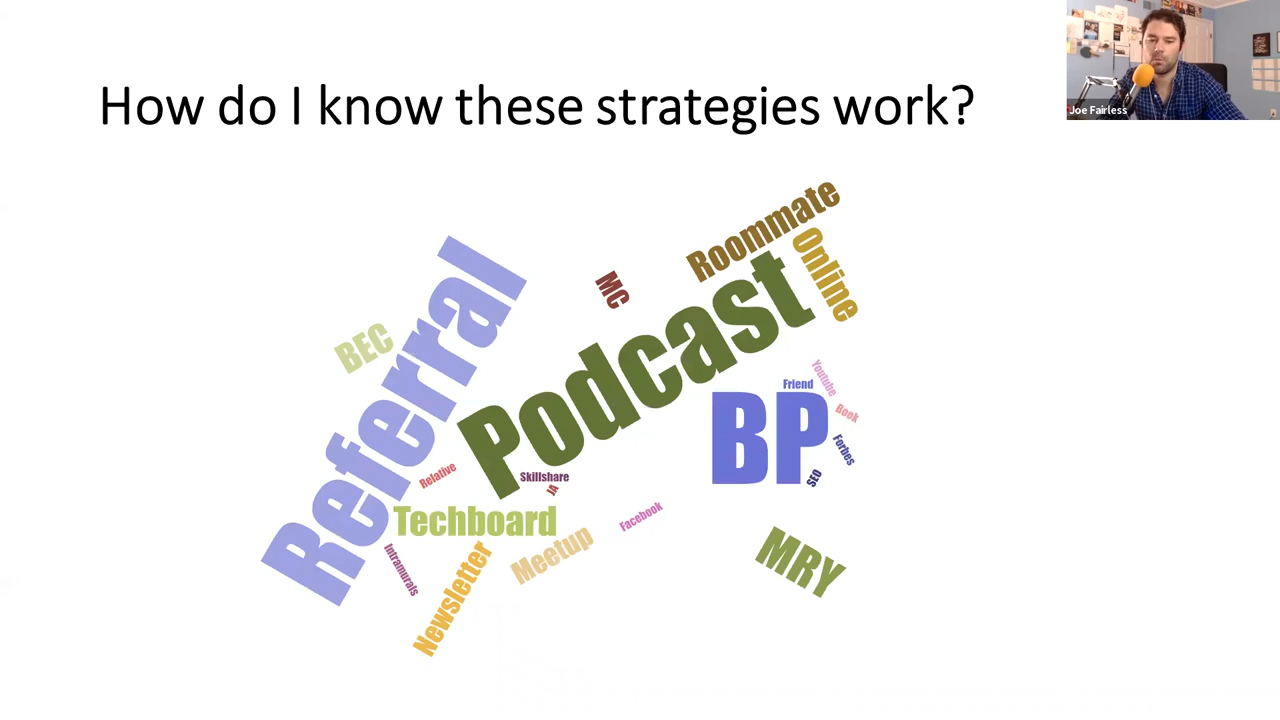 How do I know these strategies work?
Joe Fairless
Roommate
Online
Referral
MC
Podcast
BEC
Youtube
Friend
Book
BP
Forbes
SEO
Relative
Skillshare
JA
Techboard
Facebook
Meetup
MRY
Intramurals
Newsletter